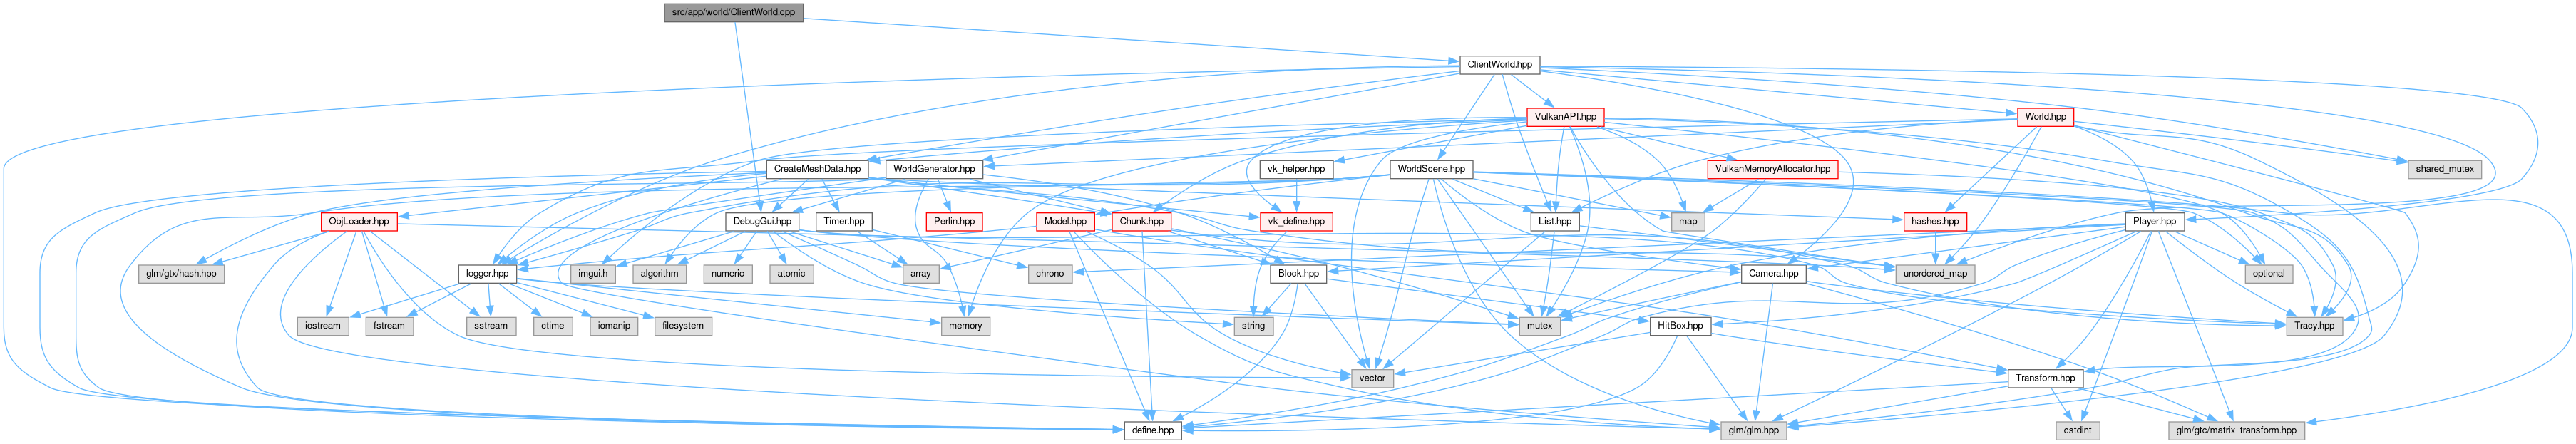 src/app/world/ClientWorld.cpp
ClientWorld.hpp
VulkanAPI.hpp
World.hpp
CreateMeshData.hpp
WorldGenerator.hpp
vk_helper.hpp
WorldScene.hpp
VulkanMemoryAllocator.hpp
shared_mutex
ObjLoader.hpp
DebugGui.hpp
Timer.hpp
Perlin.hpp
vk_define.hpp
Model.hpp
Chunk.hpp
List.hpp
map
hashes.hpp
Player.hpp
glm/gtx/hash.hpp
logger.hpp
imgui.h
algorithm
numeric
atomic
array
chrono
Block.hpp
Camera.hpp
unordered_map
optional
iostream
fstream
sstream
ctime
iomanip
filesystem
memory
string
mutex
HitBox.hpp
Tracy.hpp
vector
Transform.hpp
define.hpp
glm/glm.hpp
cstdint
glm/gtc/matrix_transform.hpp